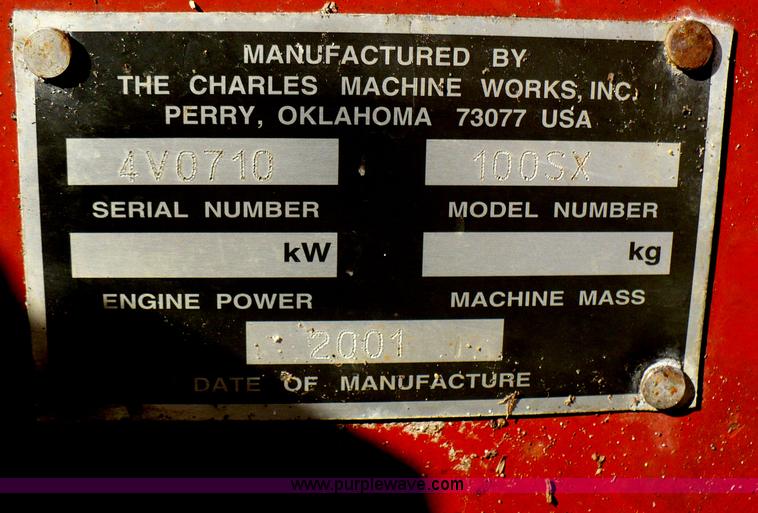 MANUFACTURED BY
THE CHARLES MACHINE WORKS, INC.
PERRY, OKLAHOMA 73077 USA
4V0710 100SX
SERIAL NUMBER MODEL NUMBER
kW kg
ENGINE POWER MACHINE MASS
2001
DATE OF MANUFACTURE
www.purplewave.com